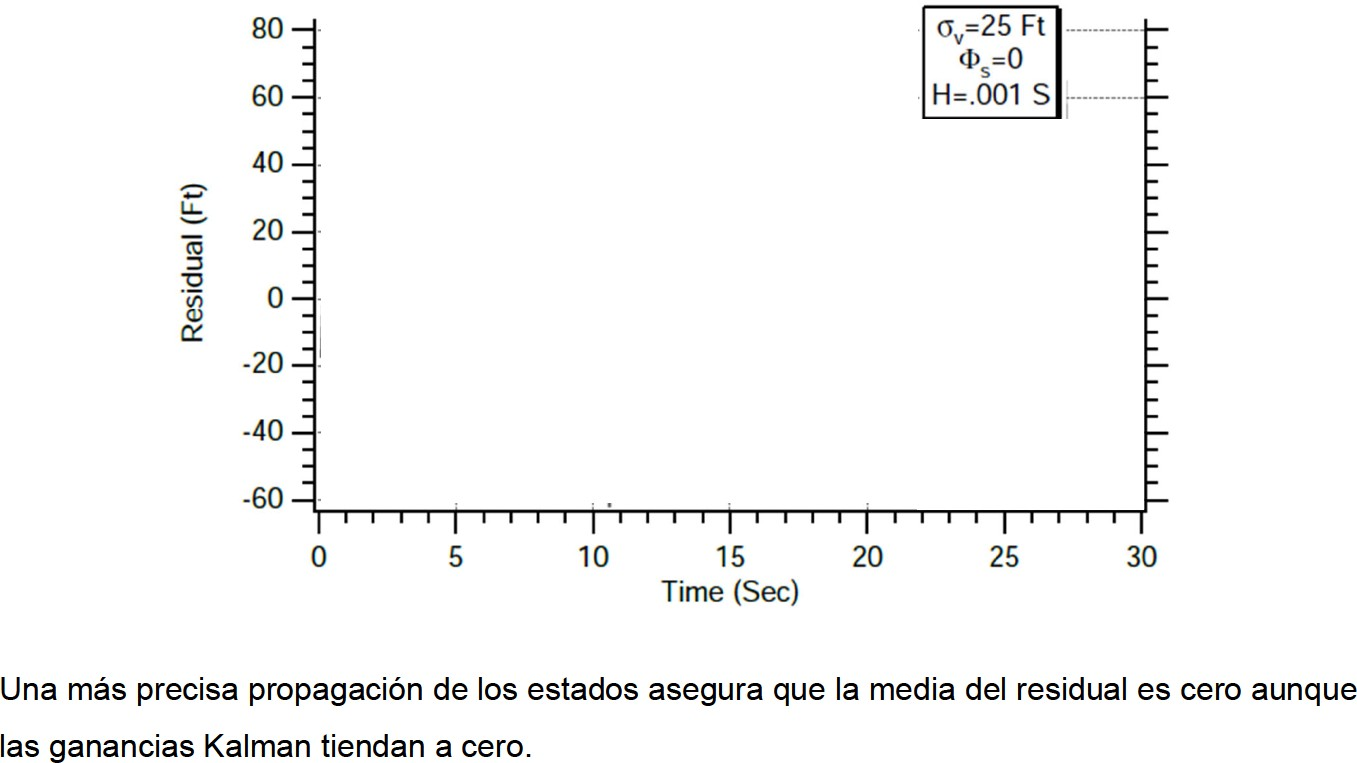 80
60
40
20
0
-20
-40
-60
Residual (Ft)
σv=25 Ft
Φs=0
H=.001 S
0 5 10 15 20 25 30
Time (Sec)
Una más precisa propagación de los estados asegura que la media del residual es cero aunque
las ganancias Kalman tiendan a cero.